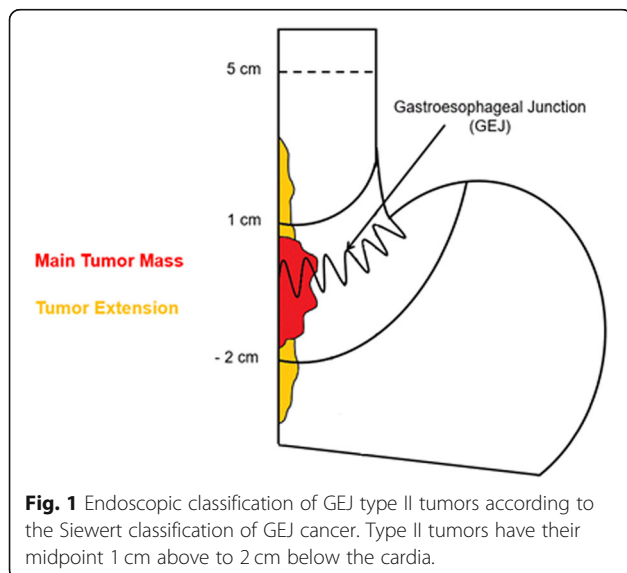 5 cm
Gastroesophageal Junction
(GEJ)
1 cm
Main Tumor Mass
Tumor Extension
- 2 cm
Fig. 1 Endoscopic classification of GEJ type II tumors according to
the Siewert classification of GEJ cancer. Type II tumors have their
midpoint 1 cm above to 2 cm below the cardia.